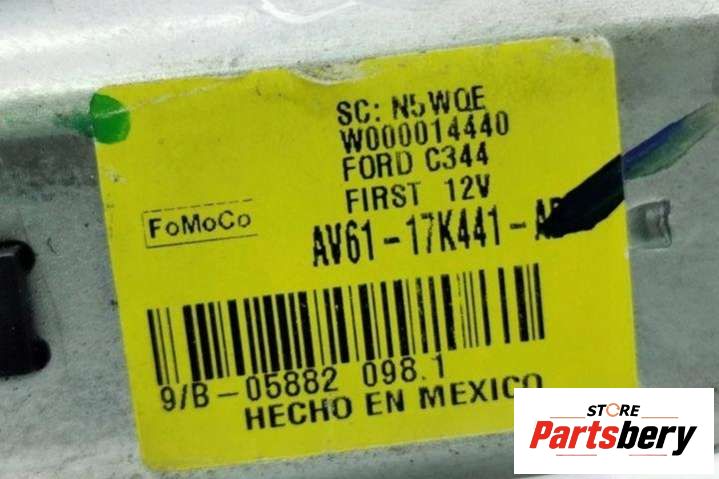 SC: N5WQE
W000014440
FORD C344
FIRST 12V
FoMoCo
AV61-17K441-
9/B-05882 098.1
HECHO EN MEXICO
STORE
Partsbery